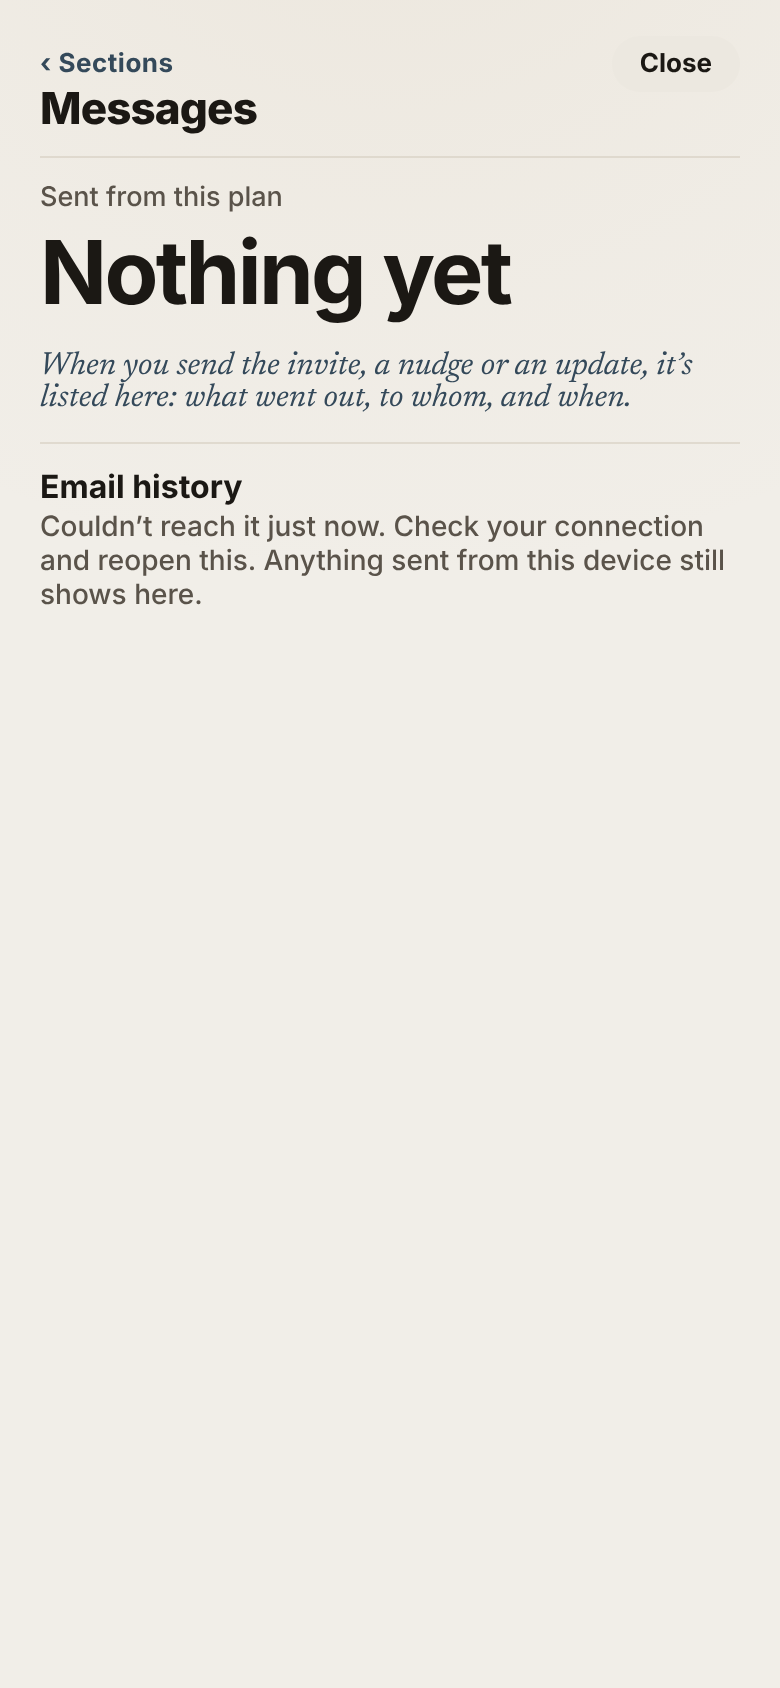 ‹ Sections
Close
Messages
Sent from this plan
Nothing yet
When you send the invite, a nudge or an update, it’s
listed here: what went out, to whom, and when.
Email history
Couldn’t reach it just now. Check your connection
and reopen this. Anything sent from this device still
shows here.